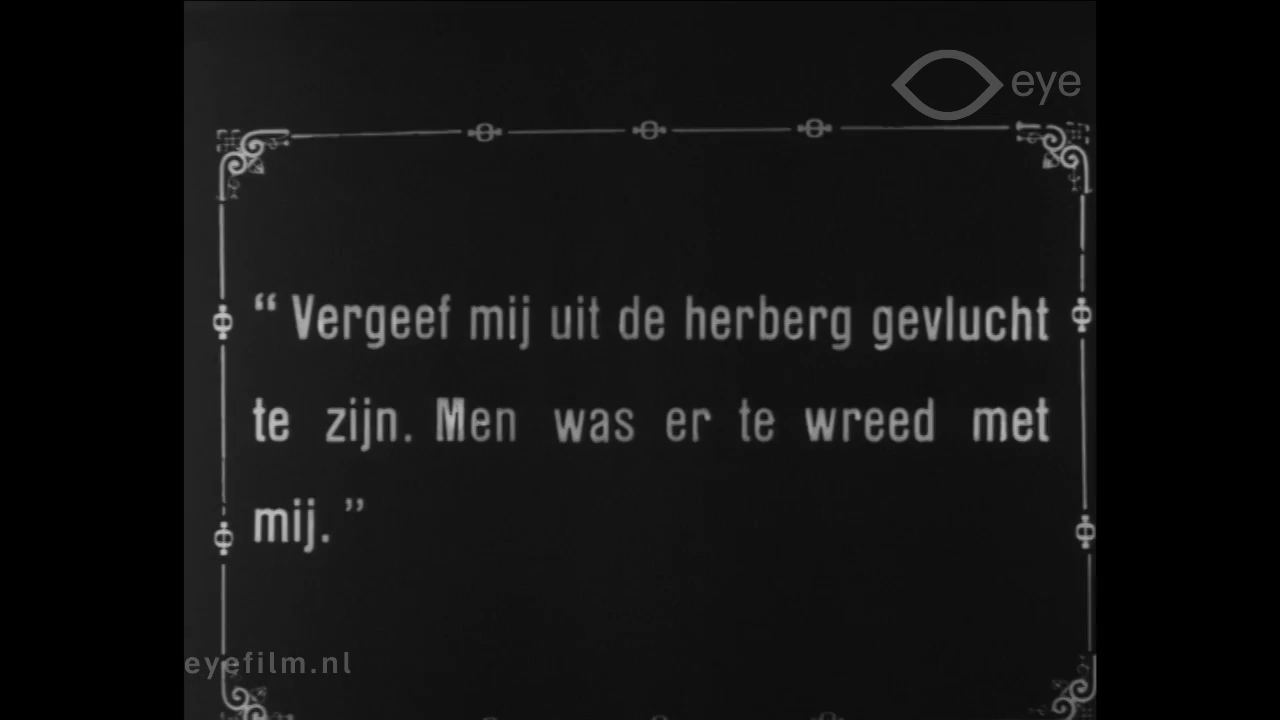 eye
“ Vergeef mij uit de herberg gevlucht
te zijn. Men was er te wreed met
mij. ”
eyefilm.nl